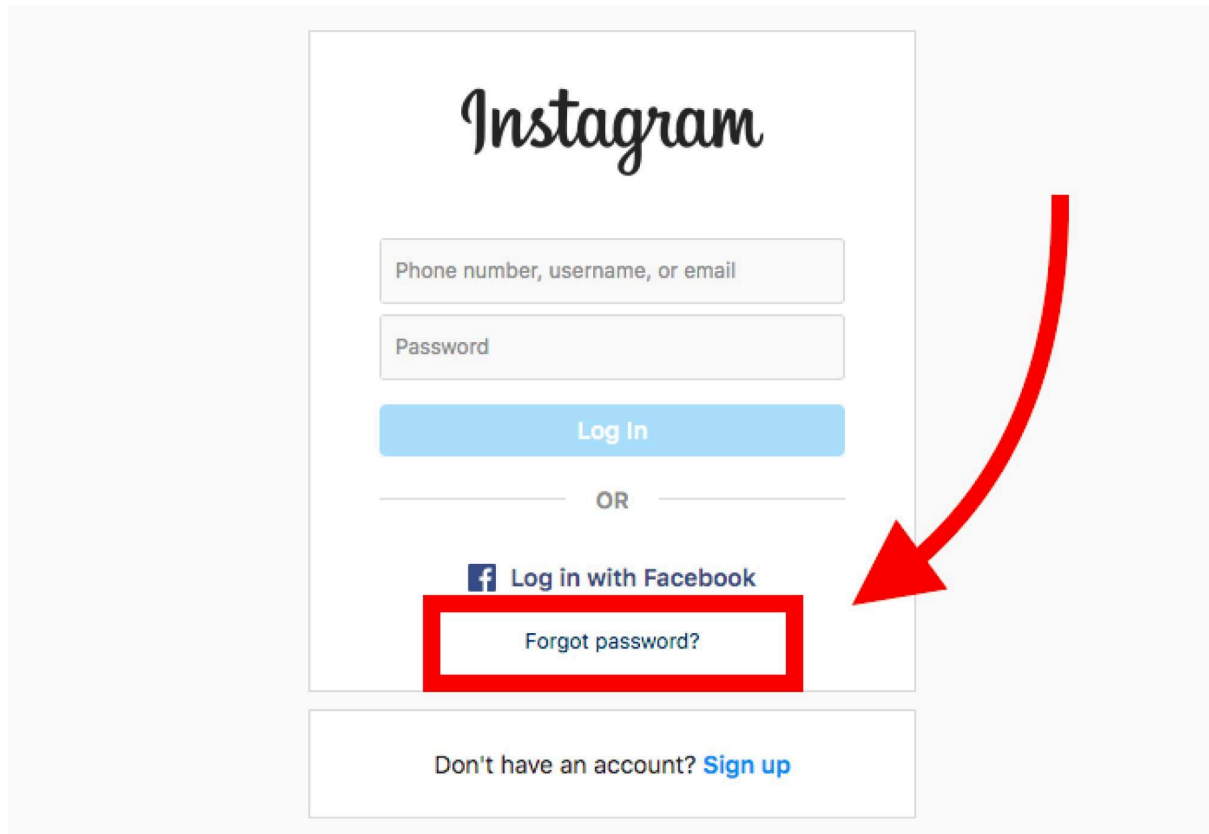 Instagram
Phone number, username, or email
Password
Log In
OR
Log in with Facebook
Forgot password?
Don't have an account? Sign up